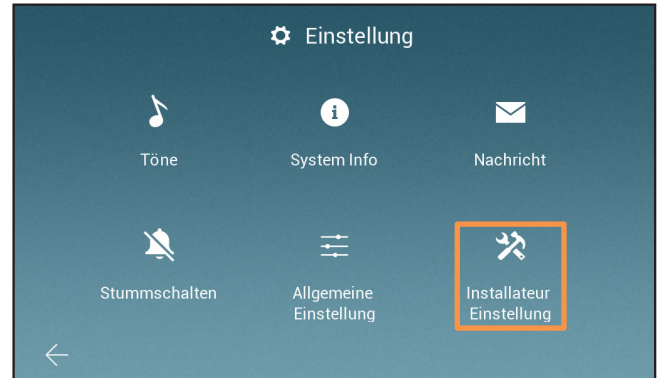 Einstellung
Töne
System Info
Nachricht
Stummschalten
Allgemeine
Einstellung
Installateur
Einstellung